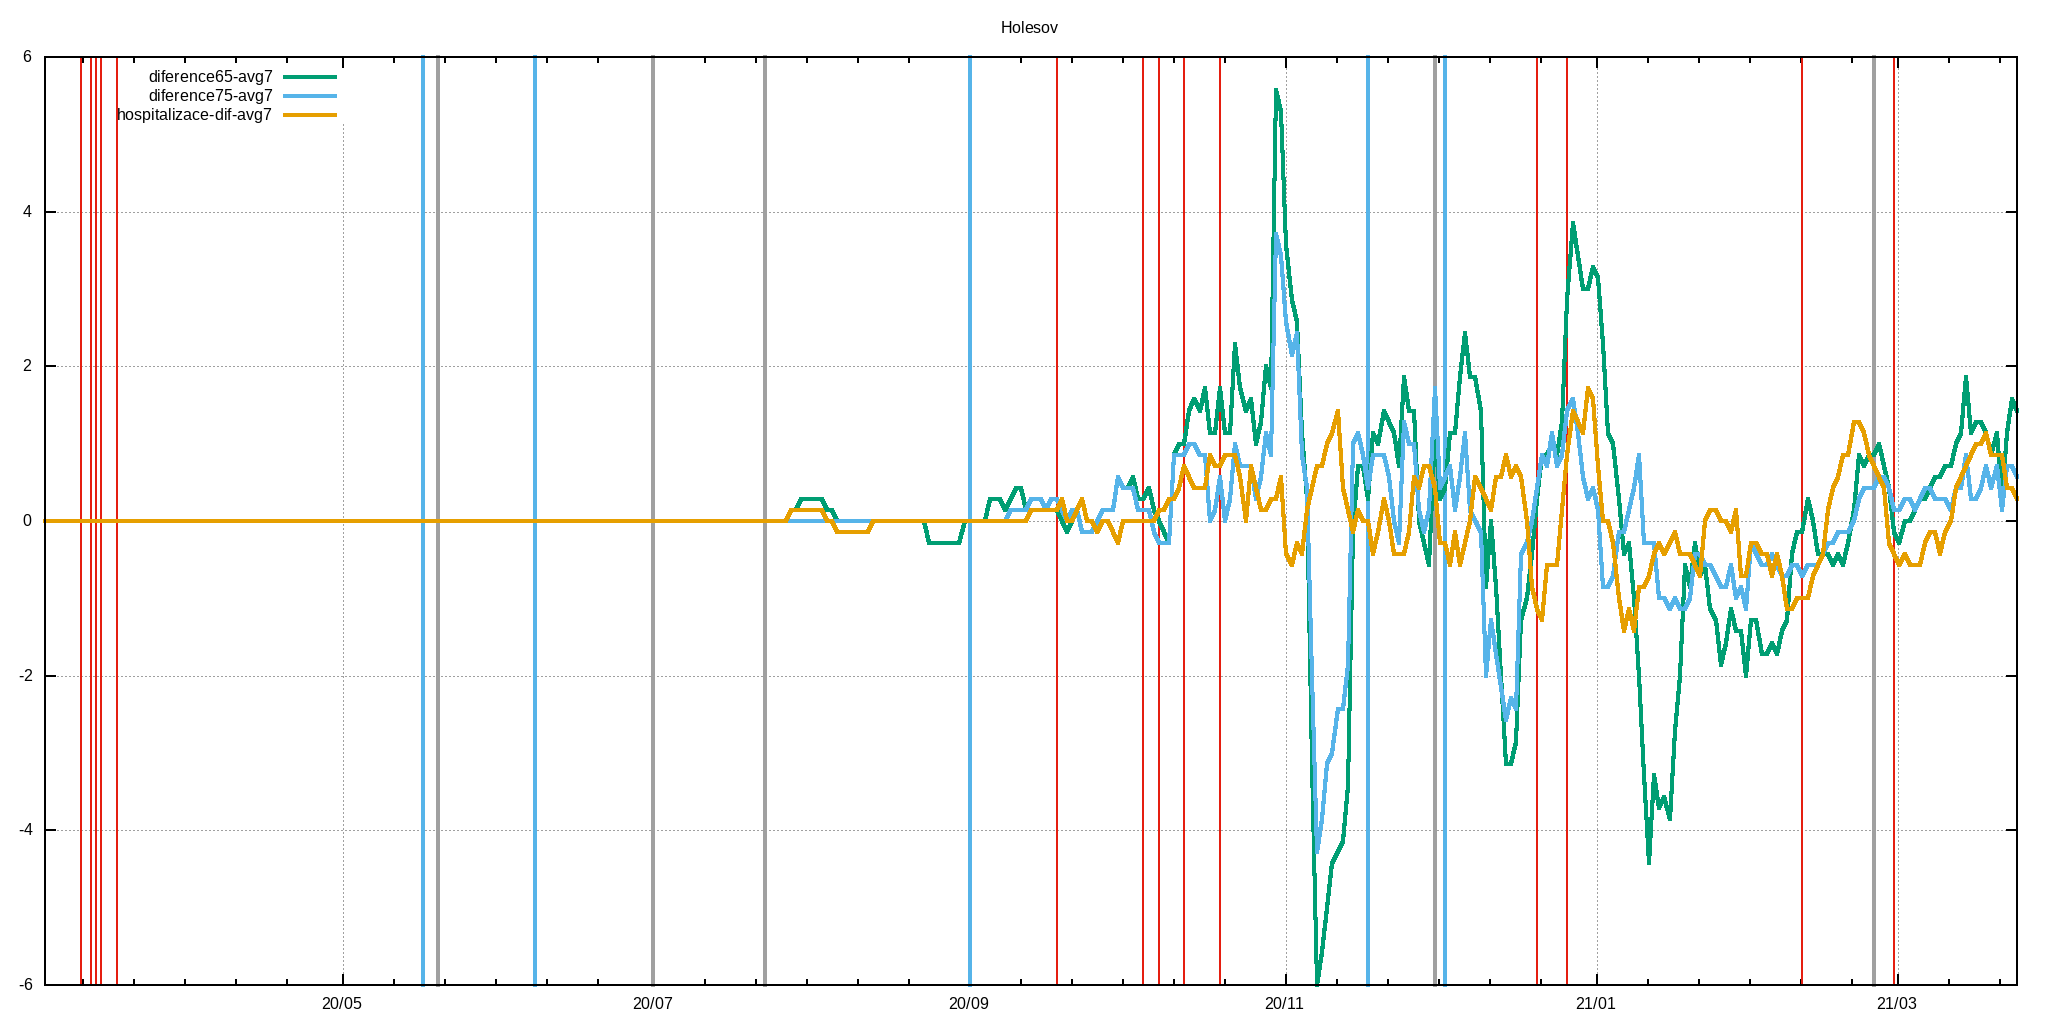 Holesov
diference65-avg7
diference75-avg7
hospitalizace-dif-avg7
6
4
2
0
-2
-4
-6
20/05 20/07 20/09 20/11 21/01 21/03